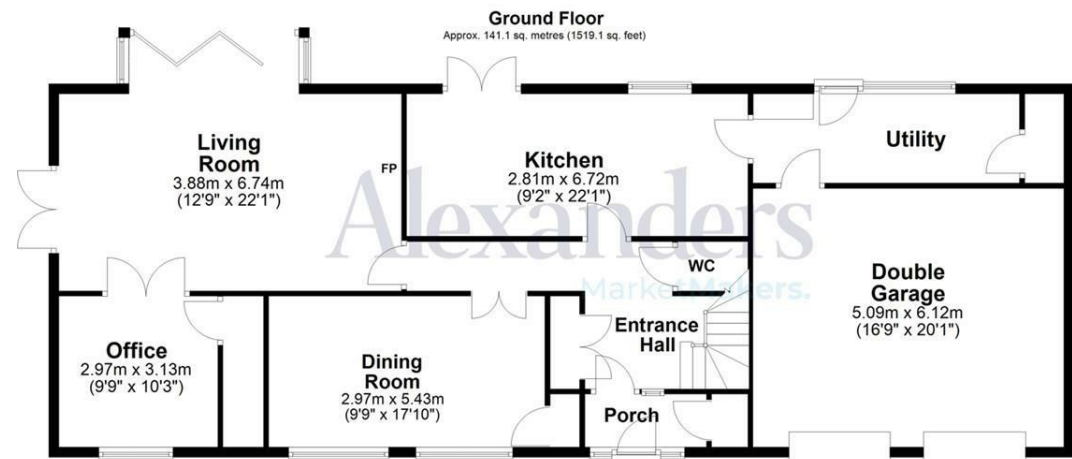 Ground Floor
Approx. 141.1 sq. metres (1519.1 sq. feet)
Living
Room
3.88m x 6.74m
(12'9" x 22'1")
FP
Kitchen
2.81m x 6.72m
(9'2" x 22'1")
Utility
Alexanders
MarketMakers.
WC
Double
Garage
5.09m x 6.12m
(16'9" x 20'1")
Entrance
Hall
Office
2.97m x 3.13m
(9'9" x 10'3")
Dining
Room
2.97m x 5.43m
(9'9" x 17'10")
Porch